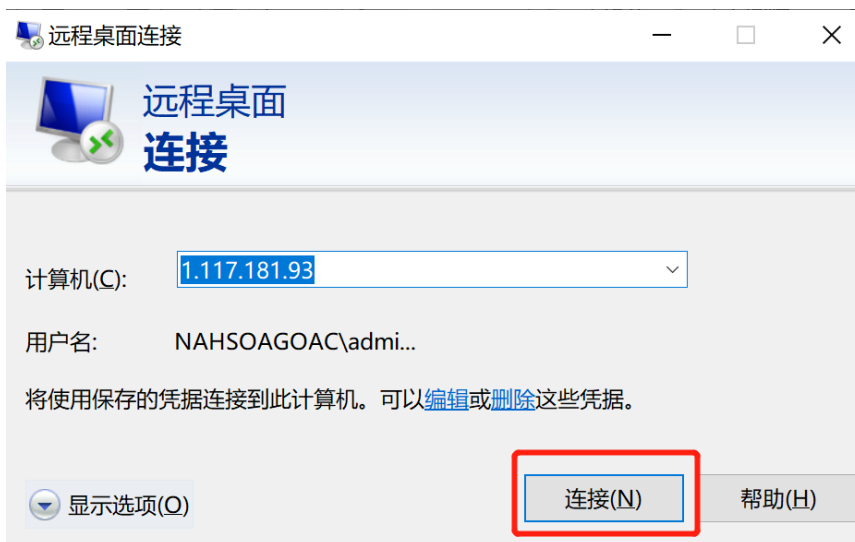 远程桌面连接
远程桌面
连接
计算机(C):
1.117.181.93
用户名:
NAHSOAGOAC\admi...
将使用保存的凭据连接到此计算机。可以编辑或删除这些凭据。
显示选项(O)
连接(N)
帮助(H)